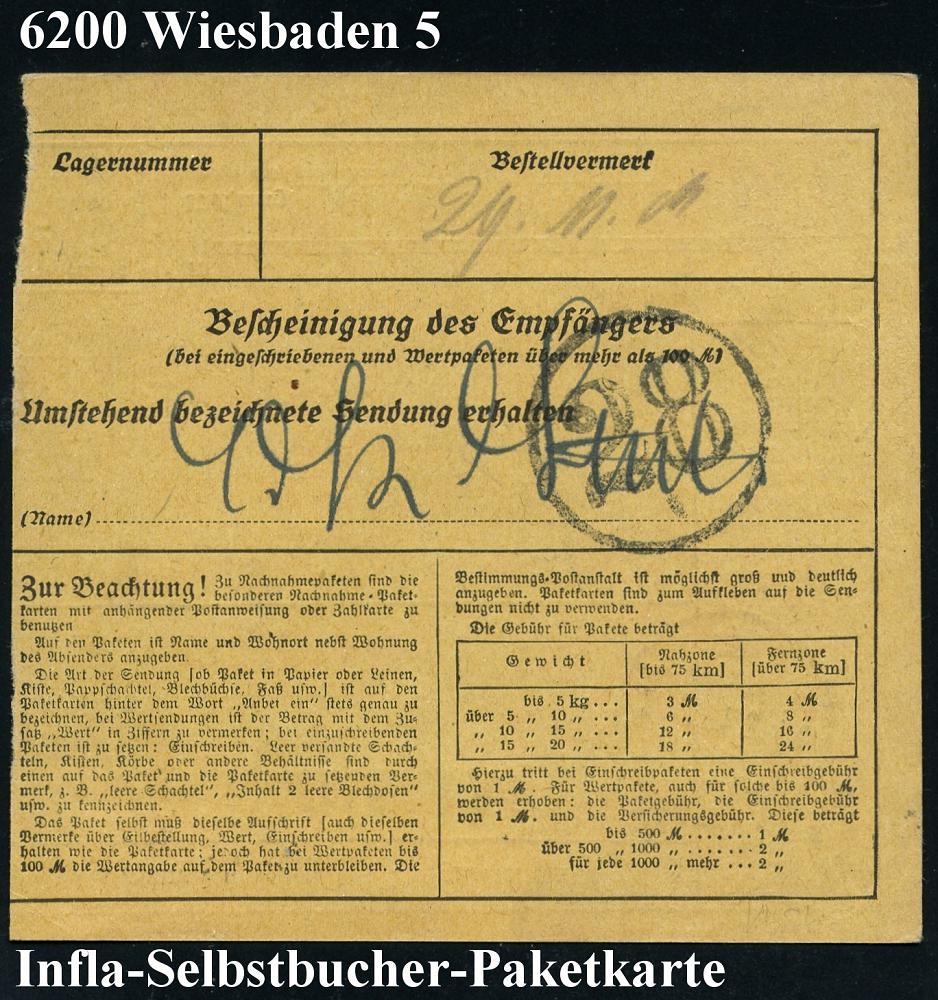 6200 Wiesbaden 5
Lagernummer
Bestellvermerk
29. 11.
Bescheinigung des Empfängers
(bei eingeschriebenen und Wertpaketen über mehr als 100 M)
Umstehend bezeichnete Sendung erhalten
28
(Name)
Zur Beachtung! Zu Nachnahmepaketen sind die
besonderen Nachnahme-Paket-
karten mit anhängender Postanweisung oder Zahlkarte zu
benutzen
Auf den Paketen ist Name und Wohnort nebst Wohnung
des Absenders anzugeben.
Die Art der Sendung [ob Paket in Papier oder Leinen,
Kiste, Pappschachtel, Blechbüchse, Faß usw.] ist auf den
Paketkarten hinter dem Wort „Anbei ein" stets genau zu
bezeichnen, bei Wertsendungen ist der Betrag mit dem Zu-
satz „Wert" in Ziffern zu vermerken; bei einzuschreibenden
Paketen ist zu setzen: Einschreiben. Leer versandte Schach-
teln, Kisten, Körbe oder andere Behältnisse sind durch
einen auf das Paket und die Paketkarte zu setzenden Ver-
merk, z. B. „leere Schachtel", „Inhalt 2 leere Blechdosen"
usw. zu kennzeichnen.
Das Paket selbst muß dieselbe Aufschrift [auch dieselben
Vermerke über Eilbestellung, Wert, Einschreiben usw.] er-
halten wie die Paketkarte; jedoch hat bei Wertpaketen bis
100 M die Wertangabe auf dem Paket zu unterbleiben. Die
Bestimmungs-Postanstalt ist möglichst groß und deutlich
anzugeben. Paketkarten sind zum Aufkleben auf die Sen-
dungen nicht zu verwenden.
Die Gebühr für Pakete beträgt
Gewicht Nahzone [bis 75 km] Fernzone [über 75 km]
bis 5 kg ... 3 M 4 M
über 5 „ 10 „ ... 6 „ 8 „
„ 10 „ 15 „ ... 12 „ 16 „
„ 15 „ 20 „ ... 18 „ 24 „
Hierzu tritt bei Einschreibpaketen eine Einschreibgebühr
von 1 M. Für Wertpakete, auch für solche bis 100 M,
werden erhoben: die Paketgebühr, die Einschreibgebühr
von 1 M. und die Versicherungsgebühr. Diese beträgt
bis 500 M ....... 1 M
über 500 „ 1000 „ ....... 2 „
für jede 1000 „ mehr ... 2 „
Infla-Selbstbucher-Paketkarte